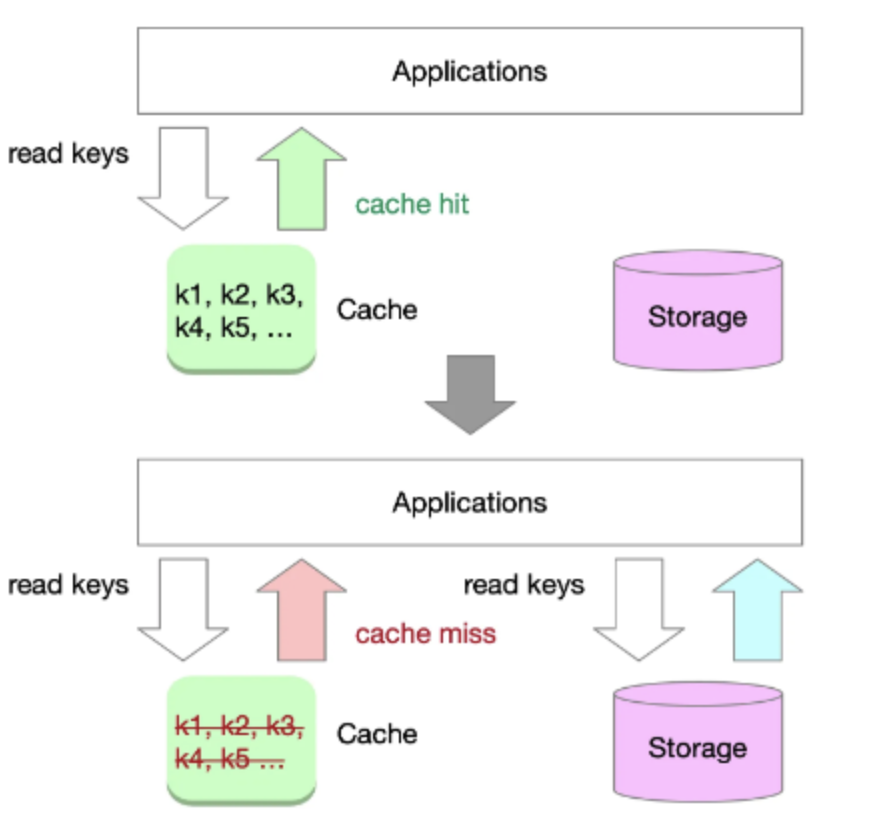 Applications
read keys
cache hit
k1, k2, k3,
k4, k5, ...
Cache
Storage
Applications
read keys
cache miss
read keys
k1, k2, k3,
k4, k5 ...
Cache
Storage